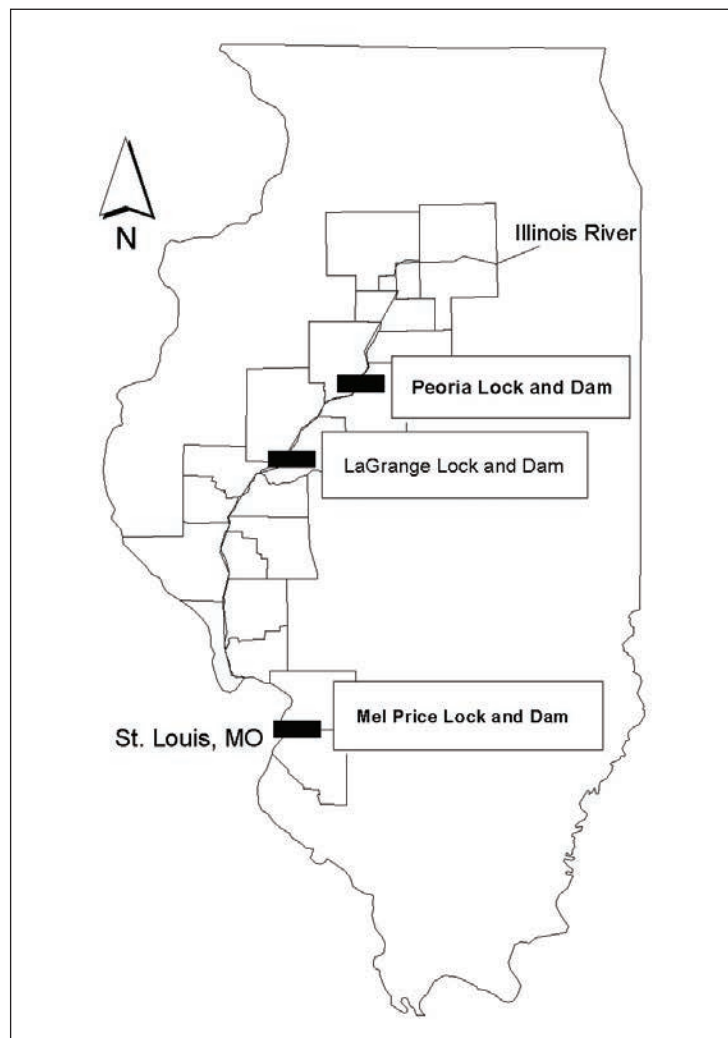 N
Illinois River
Peoria Lock and Dam
LaGrange Lock and Dam
Mel Price Lock and Dam
St. Louis, MO